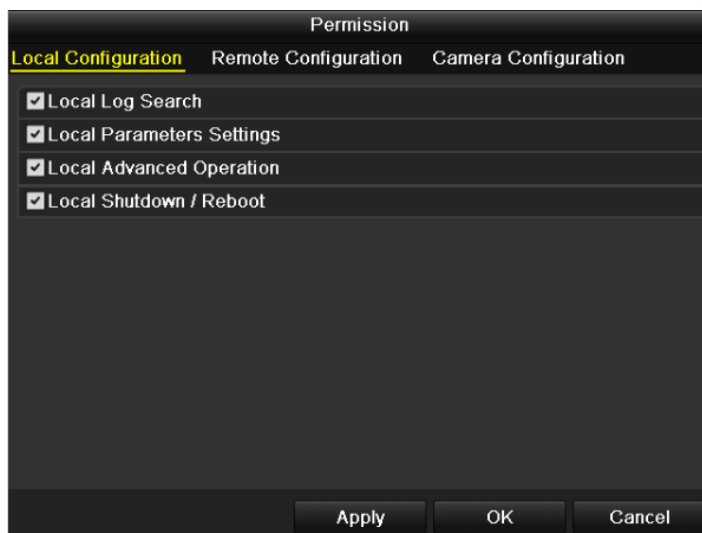 Permission
Local Configuration Remote Configuration Camera Configuration
Local Log Search
Local Parameters Settings
Local Advanced Operation
Local Shutdown / Reboot
Apply OK Cancel